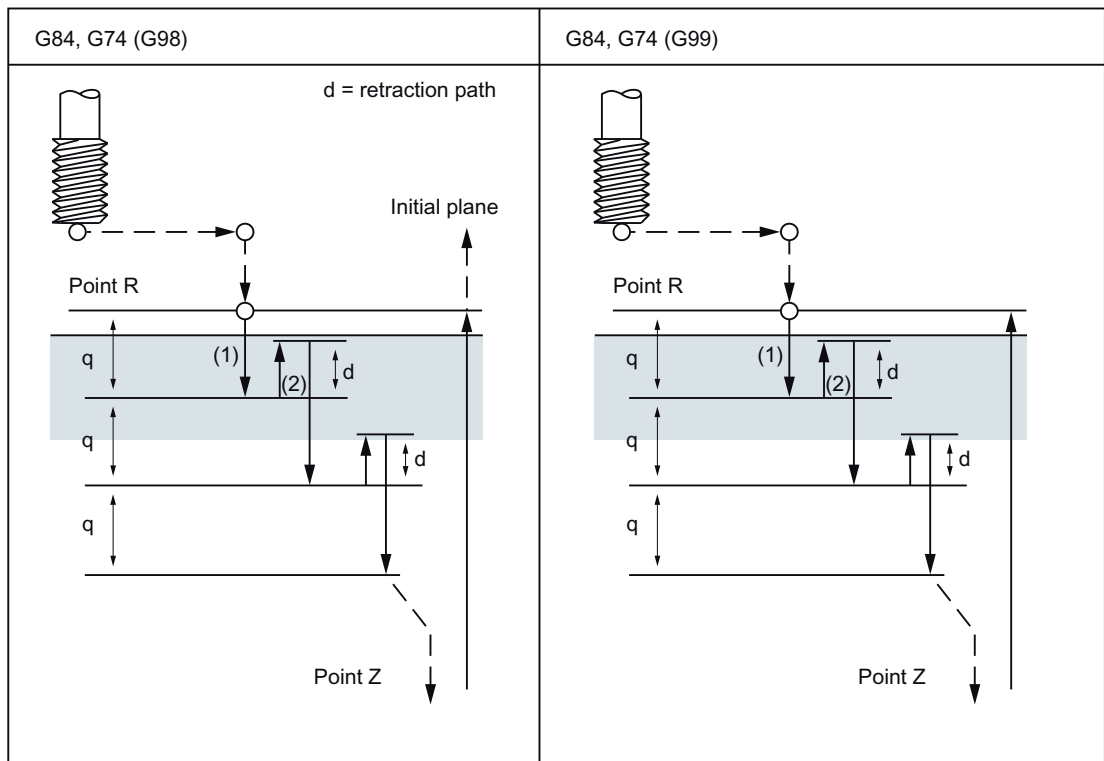 G84, G74 (G98)
d = retraction path
Initial plane
Point R
q
(1)
(2)
d
q
d
q
Point Z
G84, G74 (G99)
Point R
q
(1)
(2)
d
q
d
q
Point Z